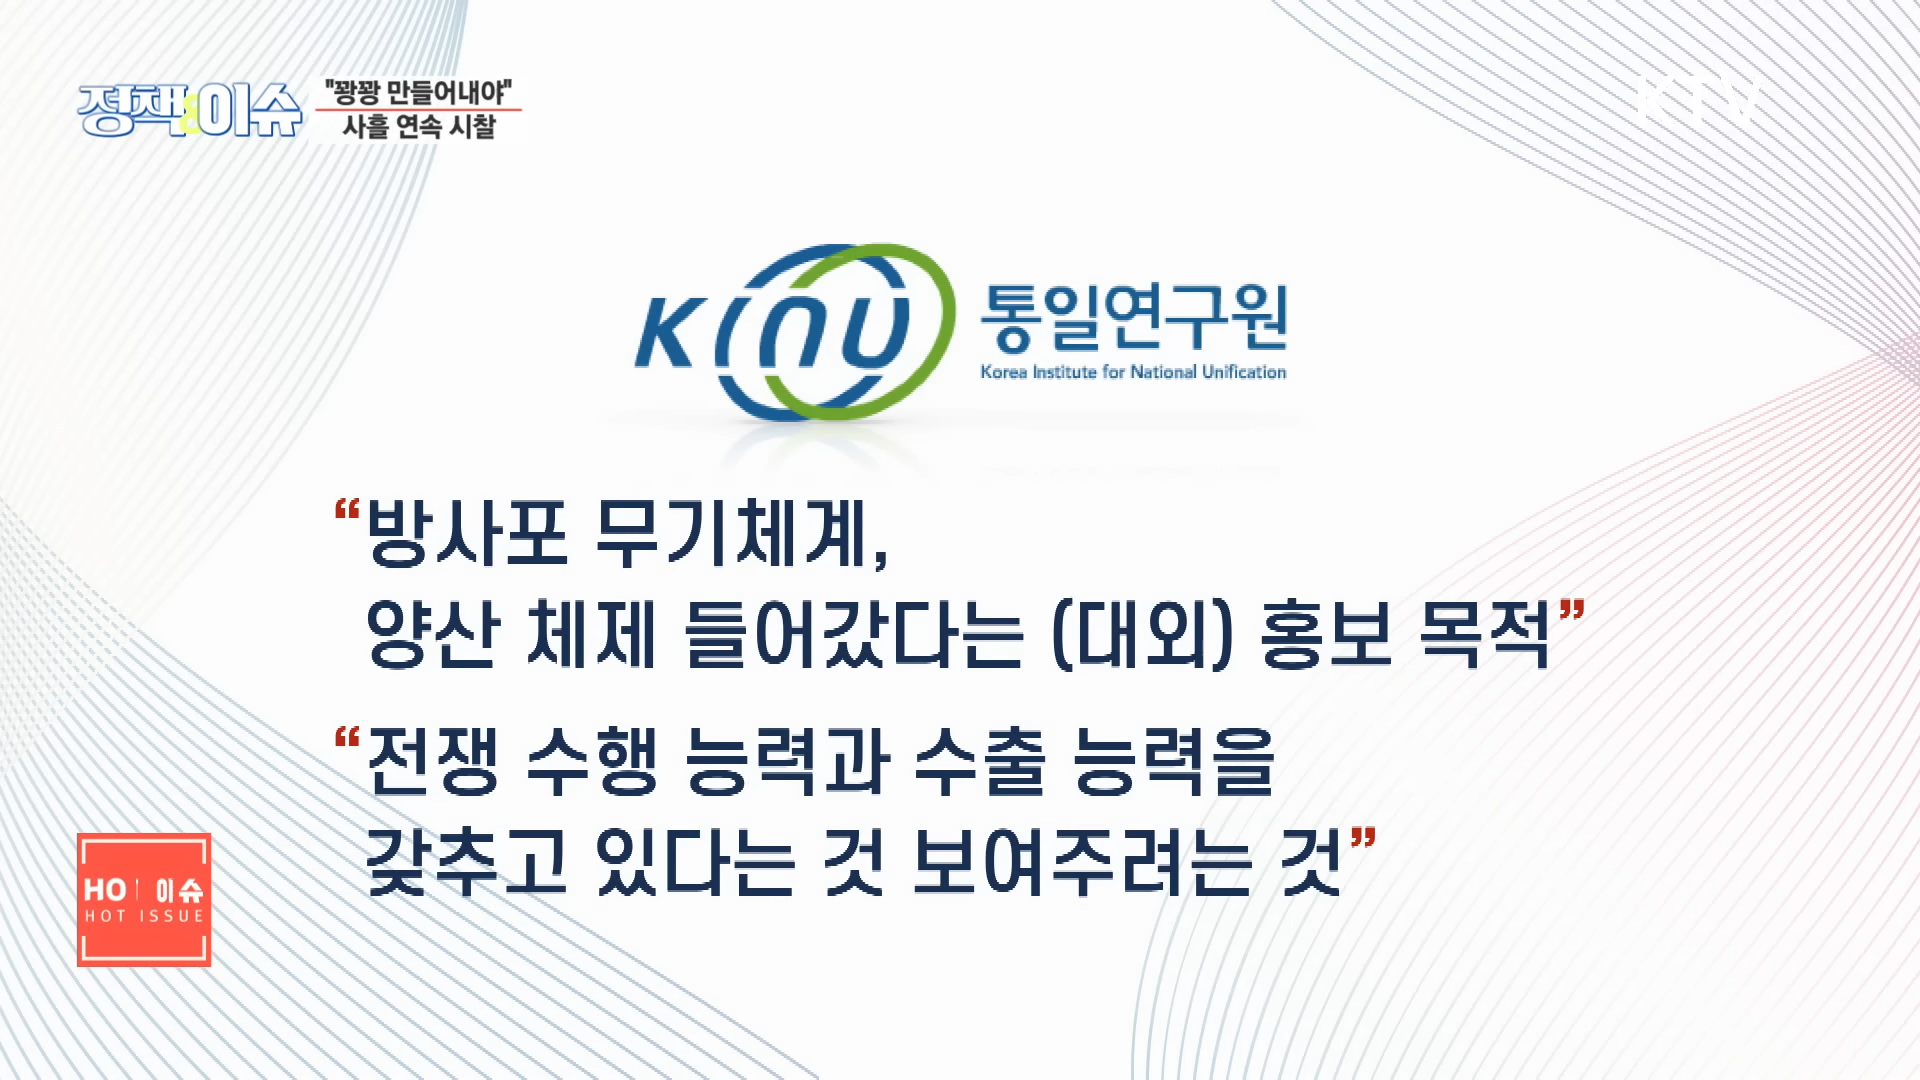 정책&이슈
"꽝꽝 만들어내야"
사흘 연속 시찰
KTV
KINU
통일연구원
Korea Institute for National Unification
“방사포 무기체계,
양산 체제 들어갔다는 (대외) 홍보 목적”
“전쟁 수행 능력과 수출 능력을
갖추고 있다는 것 보여주려는 것”
이슈
HOT ISSUE